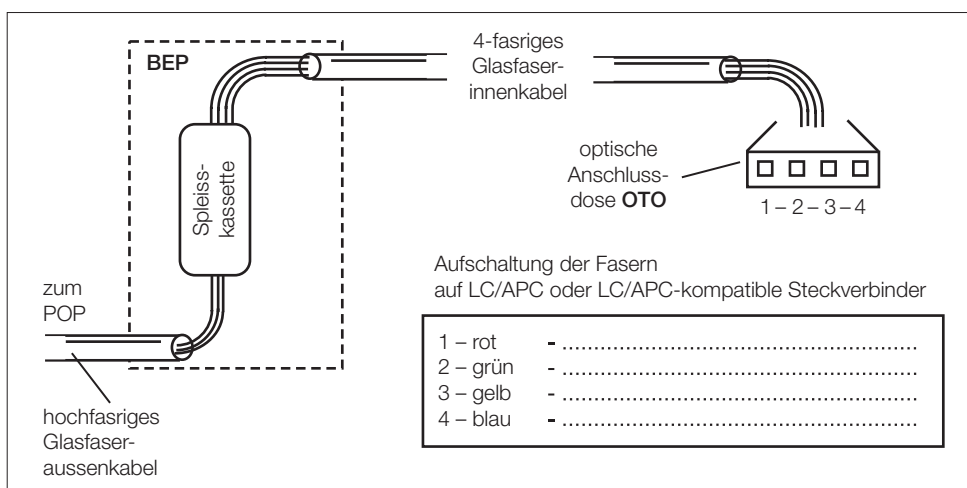 BEP
4-fasriges
Glasfaser-
innenkabel
Spleiss-
kassette
optische
Anschluss-
dose OTO
1 – 2 – 3 – 4
zum
POP
Aufschaltung der Fasern
auf LC/APC oder LC/APC-kompatible Steckverbinder
1 – rot - ..........................................................
2 – grün - ..........................................................
3 – gelb - ..........................................................
4 – blau - ..........................................................
hochfasriges
Glasfaser-
aussenkabel